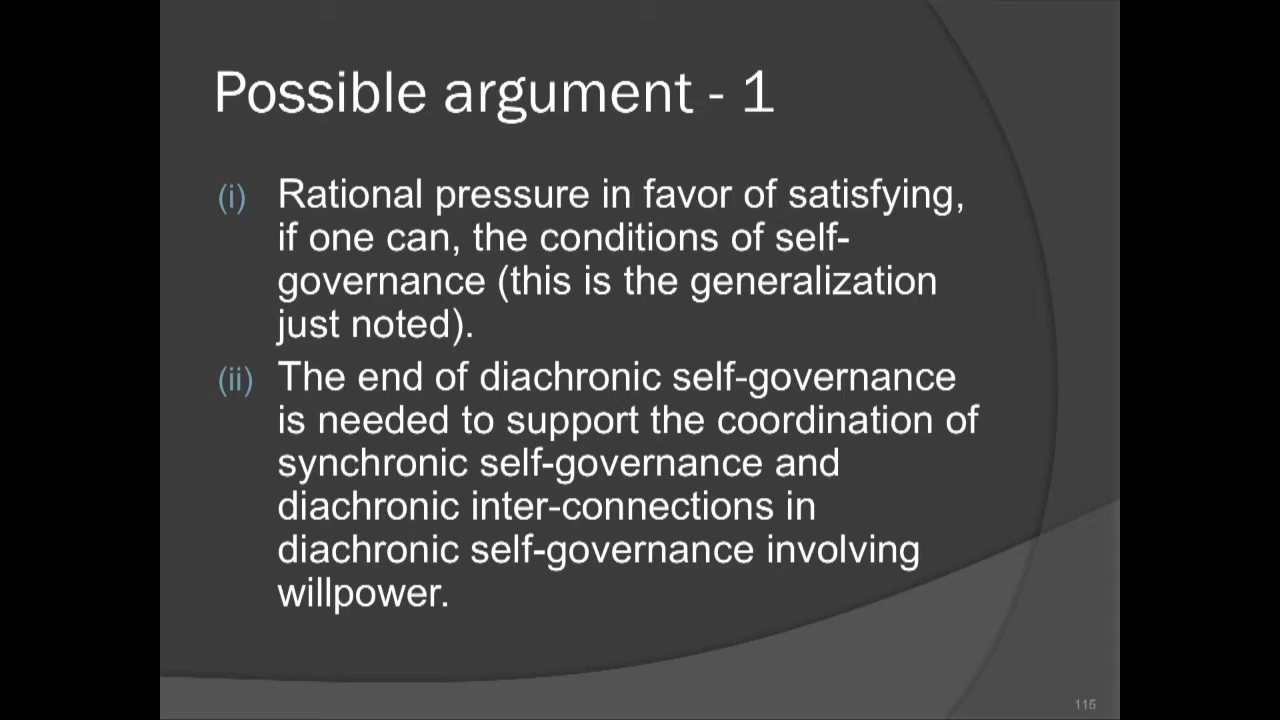 Possible argument - 1
(i) Rational pressure in favor of satisfying,
if one can, the conditions of self-
governance (this is the generalization
just noted).
(ii) The end of diachronic self-governance
is needed to support the coordination of
synchronic self-governance and
diachronic inter-connections in
diachronic self-governance involving
willpower.
115